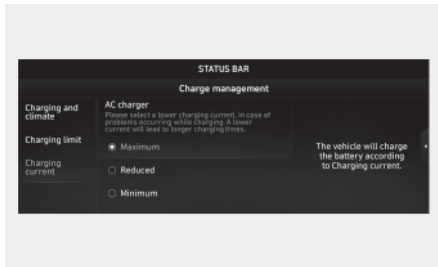 STATUS BAR
Charge management
Charging and
climate
Charging limit
Charging
current
AC charger
Please select a lower charging current, in case of
problems occurring while charging. A lower
current will lead to longer charging times.
Maximum
Reduced
Minimum
The vehicle will charge
the battery according
to Charging current.